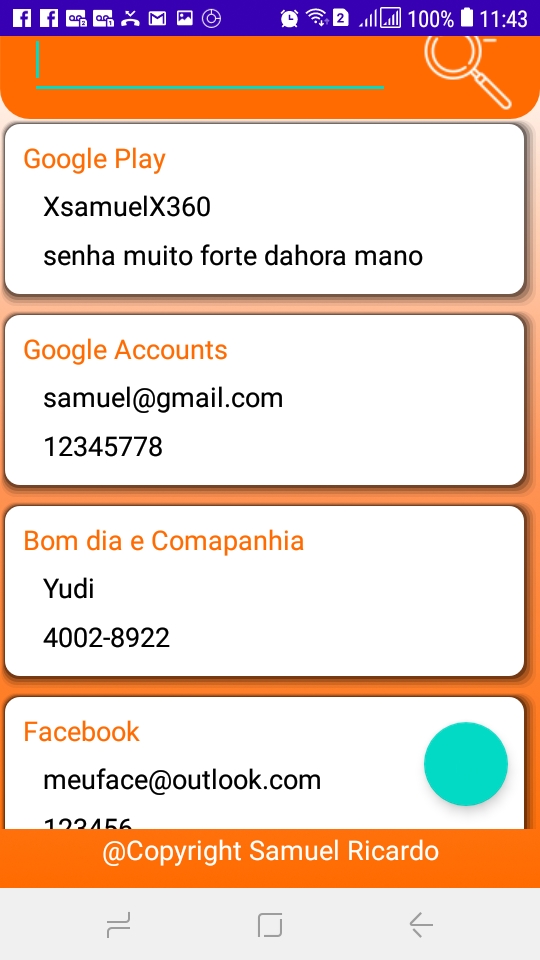 2 100% 11:43
Google Play
XsamuelX360
senha muito forte dahora mano
Google Accounts
samuel@gmail.com
12345778
Bom dia e Comapanhia
Yudi
4002-8922
Facebook
meuface@outlook.com
123456
@Copyright Samuel Ricardo